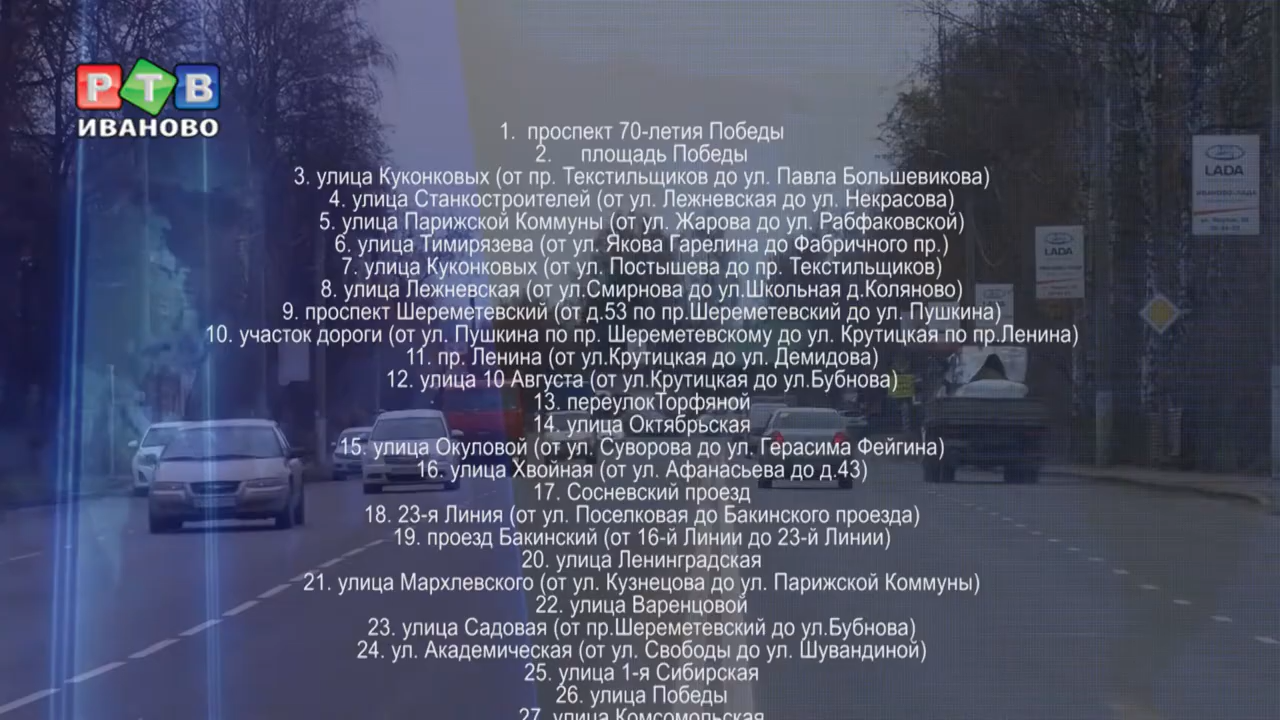 РТВ
ИВАНОВО
1. проспект 70-летия Победы
2. площадь Победы
3. улица Куконковых (от пр. Текстильщиков до ул. Павла Большевикова)
4. улица Станкостроителей (от ул. Лежневская до ул. Некрасова)
5. улица Парижской Коммуны (от ул. Жарова до ул. Рабфаковской)
6. улица Тимирязева (от ул. Якова Гарелина до Фабричного пр.)
7. улица Куконковых (от ул. Постышева до пр. Текстильщиков)
8. улица Лежневская (от ул.Смирнова до ул.Школьная д.Коляново)
9. проспект Шереметевский (от д.53 по пр.Шереметевский до ул. Пушкина)
10. участок дороги (от ул. Пушкина по пр. Шереметевскому до ул. Крутицкая по пр.Ленина)
11. пр. Ленина (от ул.Крутицкая до ул. Демидова)
12. улица 10 Августа (от ул.Крутицкая до ул.Бубнова)
13. переулокТорфяной
14. улица Октябрьская
15. улица Окуловой (от ул. Суворова до ул. Герасима Фейгина)
16. улица Хвойная (от ул. Афанасьева до д.43)
17. Сосневский проезд
18. 23-я Линия (от ул. Поселковая до Бакинского проезда)
19. проезд Бакинский (от 16-й Линии до 23-й Линии)
20. улица Ленинградская
21. улица Мархлевского (от ул. Кузнецова до ул. Парижской Коммуны)
22. улица Варенцовой
23. улица Садовая (от пр.Шереметевский до ул.Бубнова)
24. ул. Академическая (от ул. Свободы до ул. Шувандиной)
25. улица 1-я Сибирская
26. улица Победы
27. улица Комсомольская
LADA
ИВАНОВО-ЛАДА
LADA